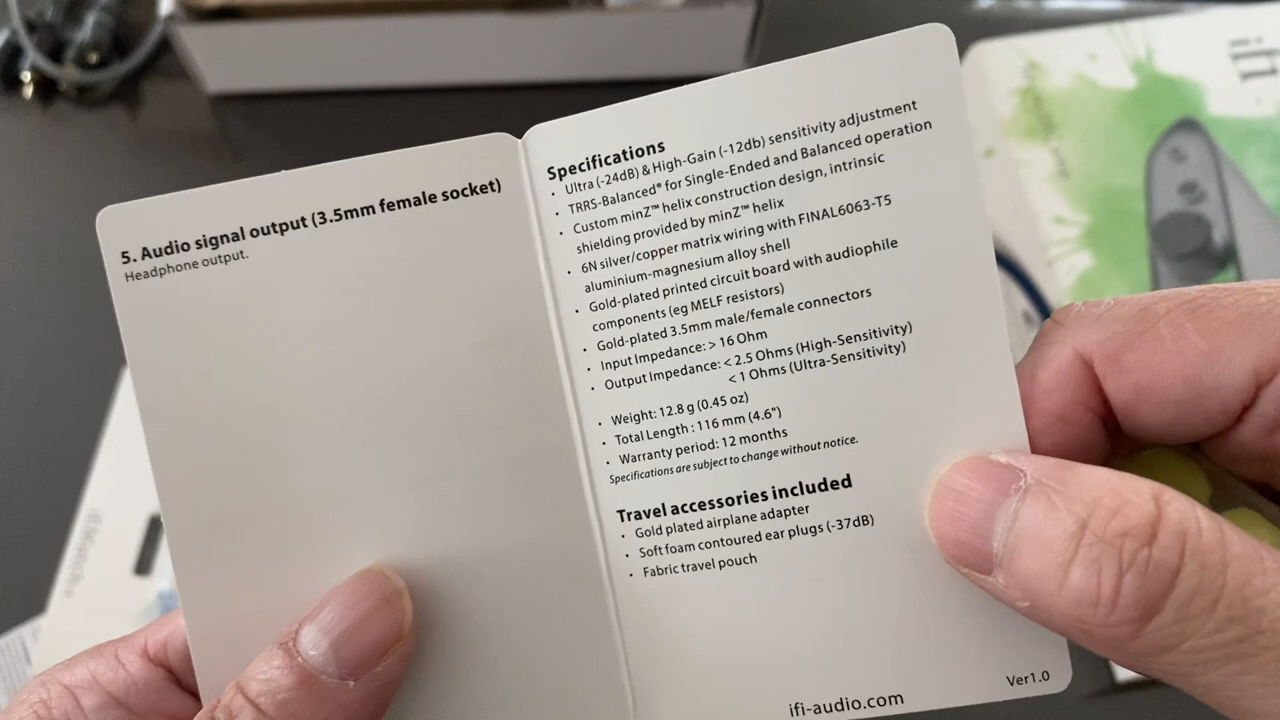 5. Audio signal output (3.5mm female socket)
Headphone output.
Specifications
• Ultra (-24dB) & High-Gain (-12db) sensitivity adjustment
• TRRS-Balanced® for Single-Ended and Balanced operation
• Custom minZ™ helix construction design, intrinsic
shielding provided by minZ™ helix
• 6N silver/copper matrix wiring with FINAL6063-T5
aluminium-magnesium alloy shell
• Gold-plated printed circuit board with audiophile
components (eg MELF resistors)
• Gold-plated 3.5mm male/female connectors
• Input Impedance: > 16 Ohm
• Output Impedance: < 2.5 Ohms (High-Sensitivity)
< 1 Ohms (Ultra-Sensitivity)
• Weight: 12.8 g (0.45 oz)
• Total Length : 116 mm (4.6")
• Warranty period: 12 months
Specifications are subject to change without notice.
Travel accessories included
• Gold plated airplane adapter
• Soft foam contoured ear plugs (-37dB)
• Fabric travel pouch
ifi-audio.com
Ver1.0
ifi